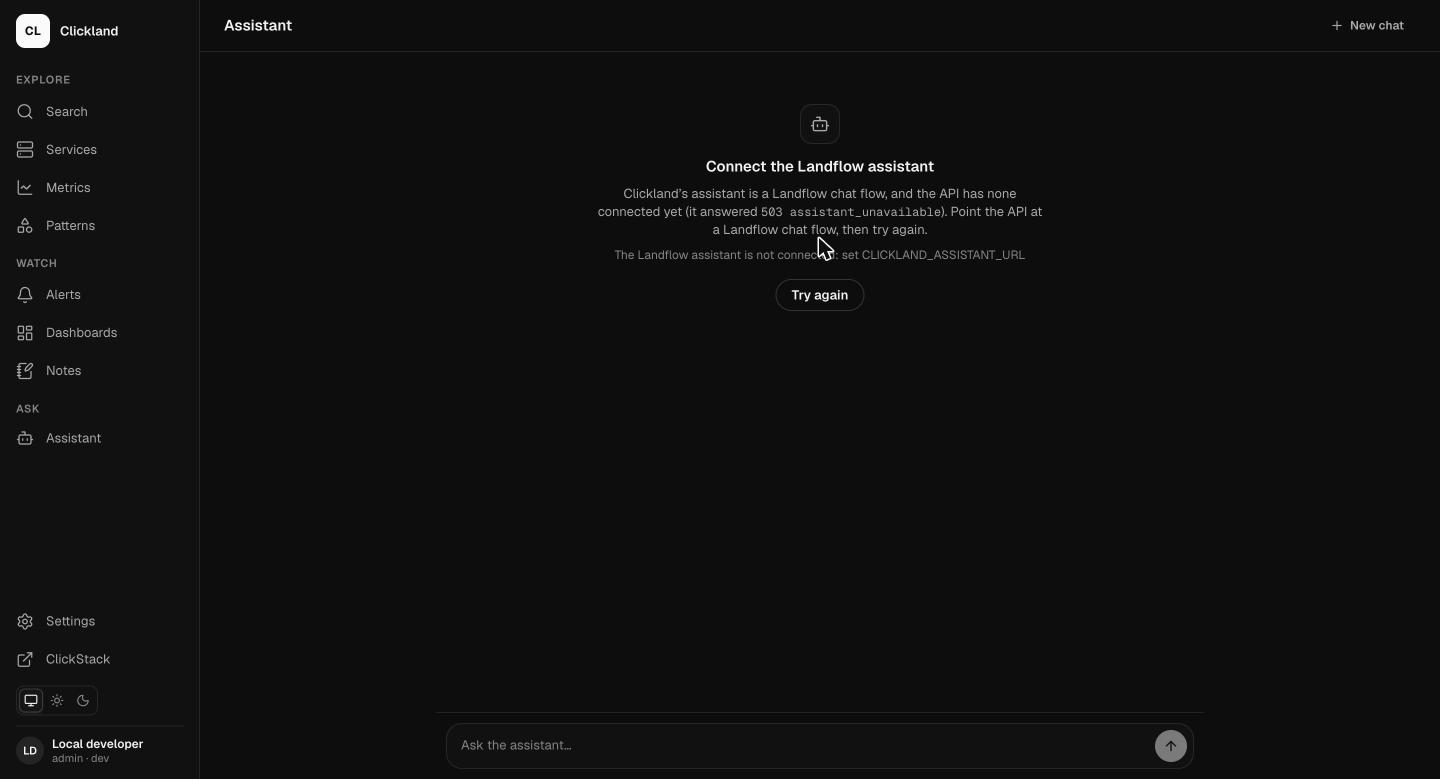 CL Clickland
EXPLORE
Search
Services
Metrics
Patterns
WATCH
Alerts
Dashboards
Notes
ASK
Assistant
Settings
ClickStack
LD Local developer
admin · dev
Assistant
New chat
Connect the Landflow assistant
Clickland's assistant is a Landflow chat flow, and the API has none
connected yet (it answered 503 assistant_unavailable). Point the API at
a Landflow chat flow, then try again.
The Landflow assistant is not connected: set CLICKLAND_ASSISTANT_URL
Try again
Ask the assistant...